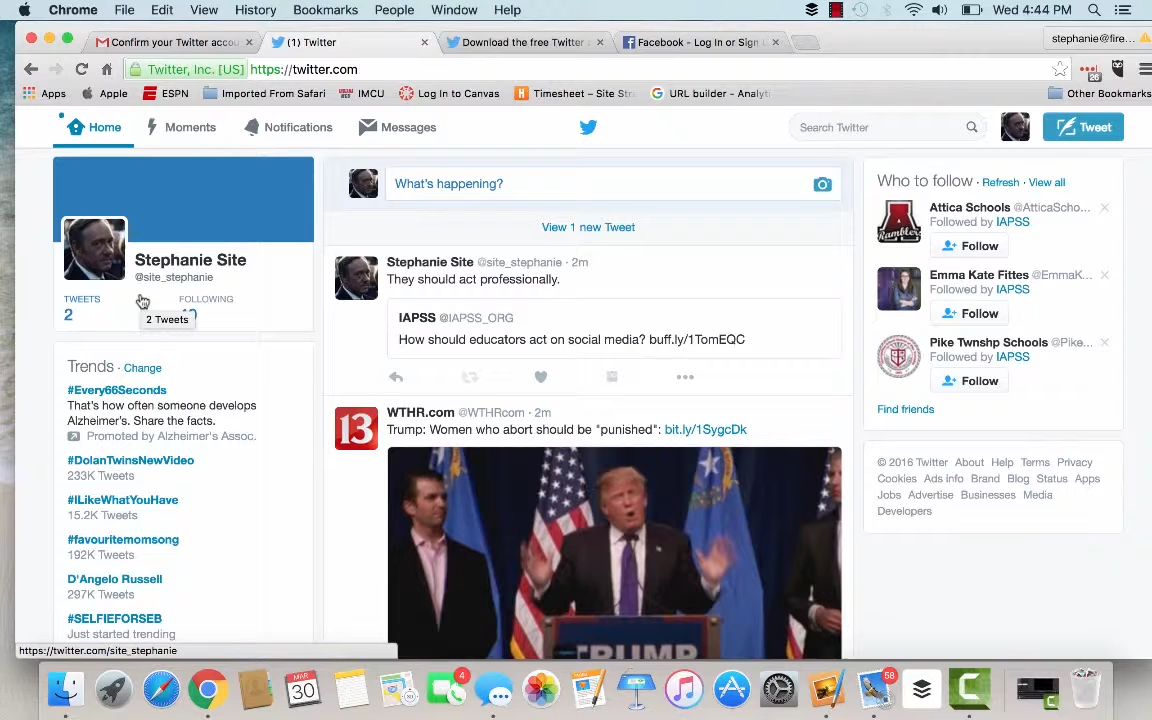 Chrome File Edit View History Bookmarks People Window Help Wed 4:44 PM
Confirm your Twitter accou
(1) Twitter
Download the free Twitter
Facebook - Log In or Sign
stephanie@fire...
Twitter, Inc. [US] https://twitter.com
26
Apps Apple ESPN Imported From Safari IMCU Log In to Canvas Timesheet – Site Str URL builder - Analyti Other Bookmarks
Home Moments Notifications Messages
Search Twitter
Tweet
Stephanie Site
@site_stephanie
TWEETS FOLLOWING
2
2 Tweets
Trends · Change
#Every66Seconds
That's how often someone develops
Alzheimer's. Share the facts.
Promoted by Alzheimer's Assoc.
#DolanTwinsNewVideo
233K Tweets
#ILikeWhatYouHave
15.2K Tweets
#favouritemomsong
192K Tweets
D'Angelo Russell
297K Tweets
#SELFIEFORSEB
Just started trending
https://twitter.com/site_stephanie
What's happening?
View 1 new Tweet
Stephanie Site @site_stephanie · 2m
They should act professionally.
IAPSS @IAPSS_ORG
How should educators act on social media? buff.ly/1TomEQC
13
WTHR.com @WTHRcom · 2m
Trump: Women who abort should be "punished": bit.ly/1SygcDk
TRUMP
Who to follow · Refresh · View all
Attica Schools @AtticaScho...
Followed by IAPSS
Follow
Emma Kate Fittes @EmmaK...
Followed by IAPSS
Follow
Pike Twnshp Schools @Pike...
Followed by IAPSS
Follow
Find friends
© 2016 Twitter About Help Terms Privacy
Cookies Ads info Brand Blog Status Apps
Jobs Advertise Businesses Media
Developers
MAR
30
4
58